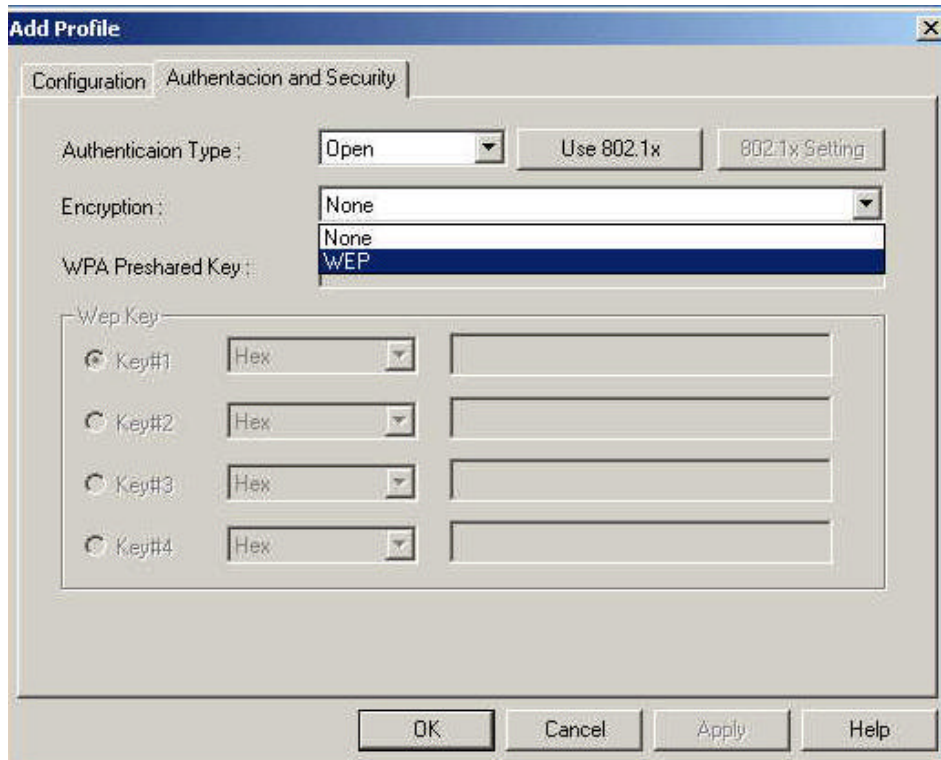 Add Profile
Configuration
Authentacion and Security
Authenticaion Type :
Open
Use 802.1x
802.1x Setting
Encryption :
None
None
WEP
WPA Preshared Key :
Wep Key
Key#1
Hex
Key#2
Hex
Key#3
Hex
Key#4
Hex
OK
Cancel
Apply
Help